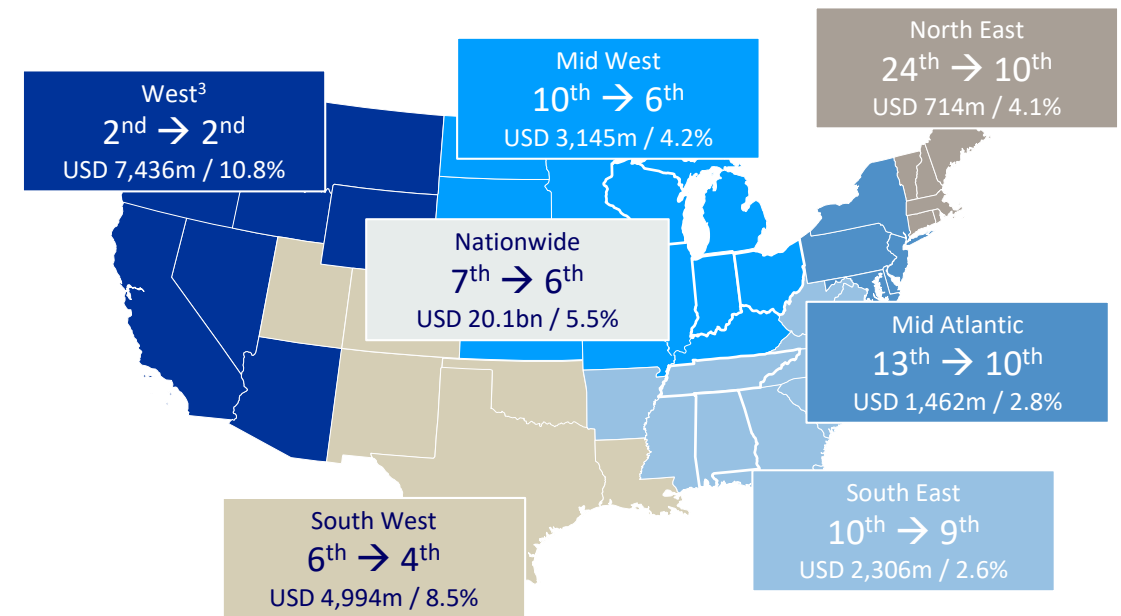 North East
24th → 10th
USD 714m / 4.1%
Mid West
10th → 6th
USD 3,145m / 4.2%
West3
2nd → 2nd
USD 7,436m / 10.8%
Nationwide
7th → 6th
USD 20.1bn / 5.5%
Mid Atlantic
13th → 10th
USD 1,462m / 2.8%
South East
10th → 9th
USD 2,306m / 2.6%
South West
6th → 4th
USD 4,994m / 8.5%